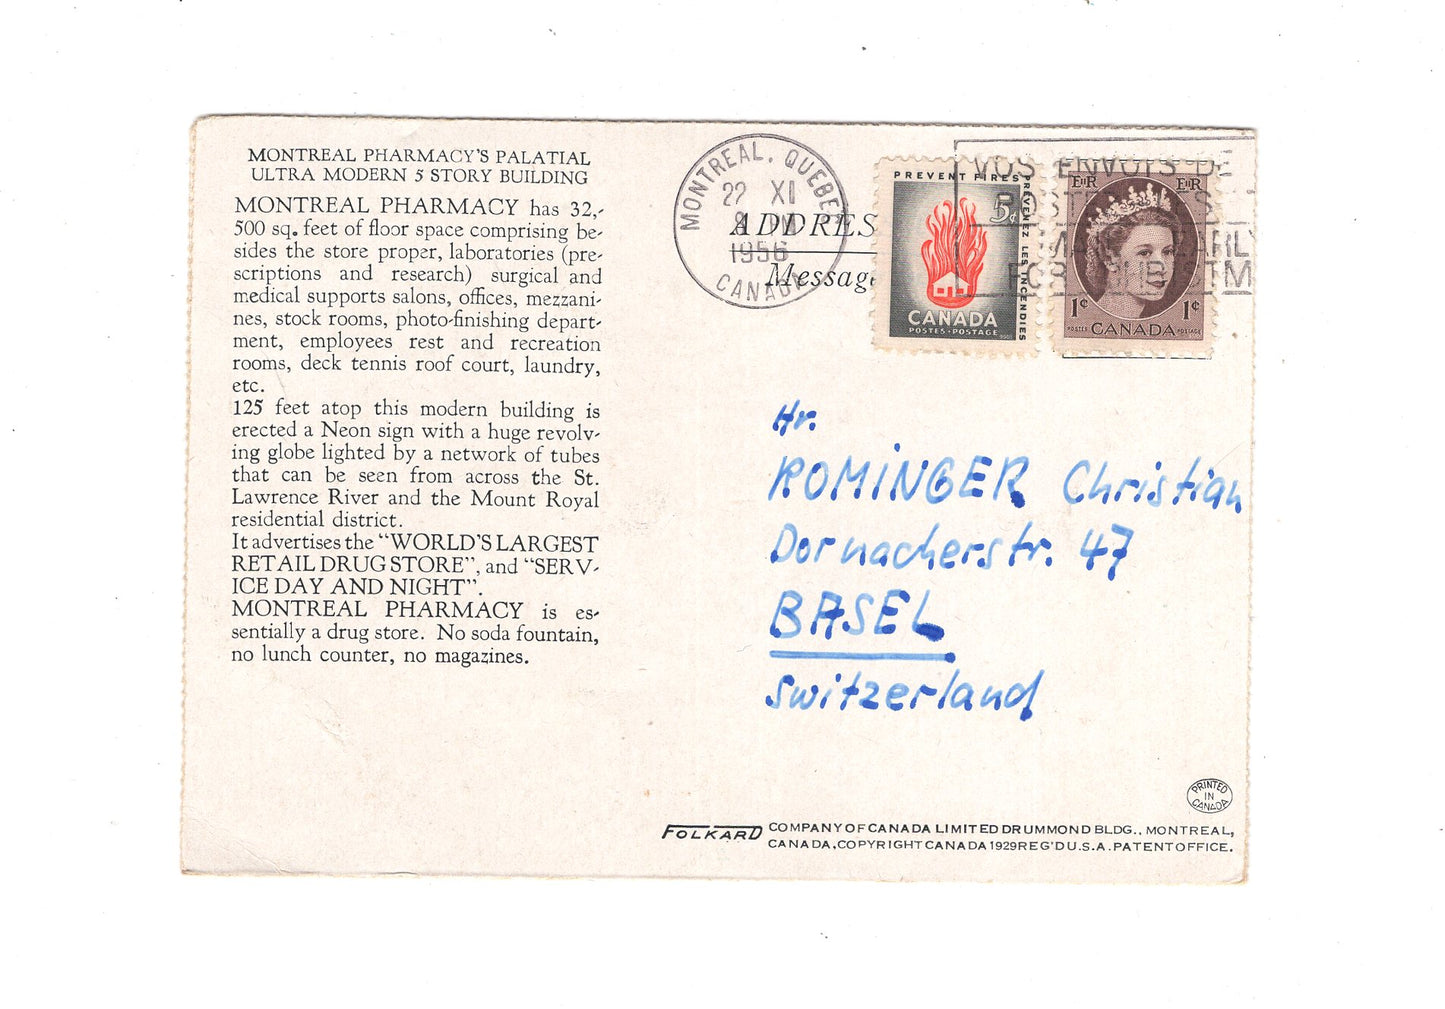 MONTREAL PHARMACY'S PALATIAL
ULTRA MODERN 5 STORY BUILDING
MONTREAL PHARMACY has 32,-
500 sq. feet of floor space comprising be-
sides the store proper, laboratories (pre-
scriptions and research) surgical and
medical supports salons, offices, mezzani-
nes, stock rooms, photo-finishing depart-
ment, employees rest and recreation
rooms, deck tennis roof court, laundry,
etc.
125 feet atop this modern building is
erected a Neon sign with a huge revolv-
ing globe lighted by a network of tubes
that can be seen from across the St.
Lawrence River and the Mount Royal
residential district.
It advertises the "WORLD'S LARGEST
RETAIL DRUG STORE", and "SERV-
ICE DAY AND NIGHT".
MONTREAL PHARMACY is es-
sentially a drug store. No soda fountain,
no lunch counter, no magazines.
MONTREAL, QUEBEC
22 XI
1956
CANADA
ADDRES
Message
PREVENT FIRES
PRÉVENEZ LES INCENDIES
5¢
CANADA
POSTES-POSTAGE
VOS ENVOIS DE
EARLY
FOR CHRISTM
EIIR EIIR
1¢ 1¢
POSTES CANADA POSTAGE
Hr.
ROMINGER Christian
Dornacherstr. 47
BASEL
Switzerland
PRINTED
IN
CANADA
FOLKARD COMPANY OF CANADA LIMITED DRUMMOND BLDG., MONTREAL,
CANADA, COPYRIGHT CANADA 1929 REG'D U.S.A. PATENT OFFICE.